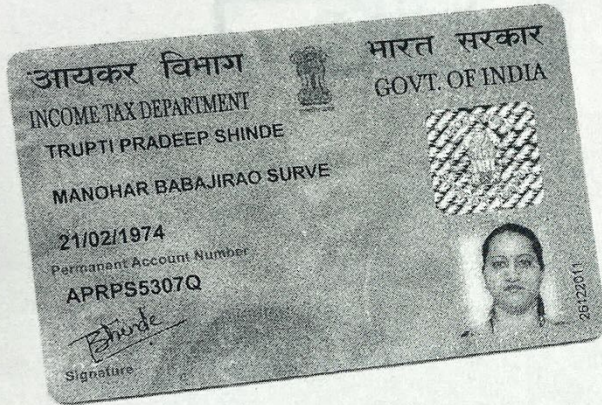 आयकर विभाग
भारत सरकार
INCOME TAX DEPARTMENT
GOVT. OF INDIA
TRUPTI PRADEEP SHINDE
MANOHAR BABAJIRAO SURVE
21/02/1974
Permanent Account Number
APRPS5307Q
Shinde
Signature
26122011